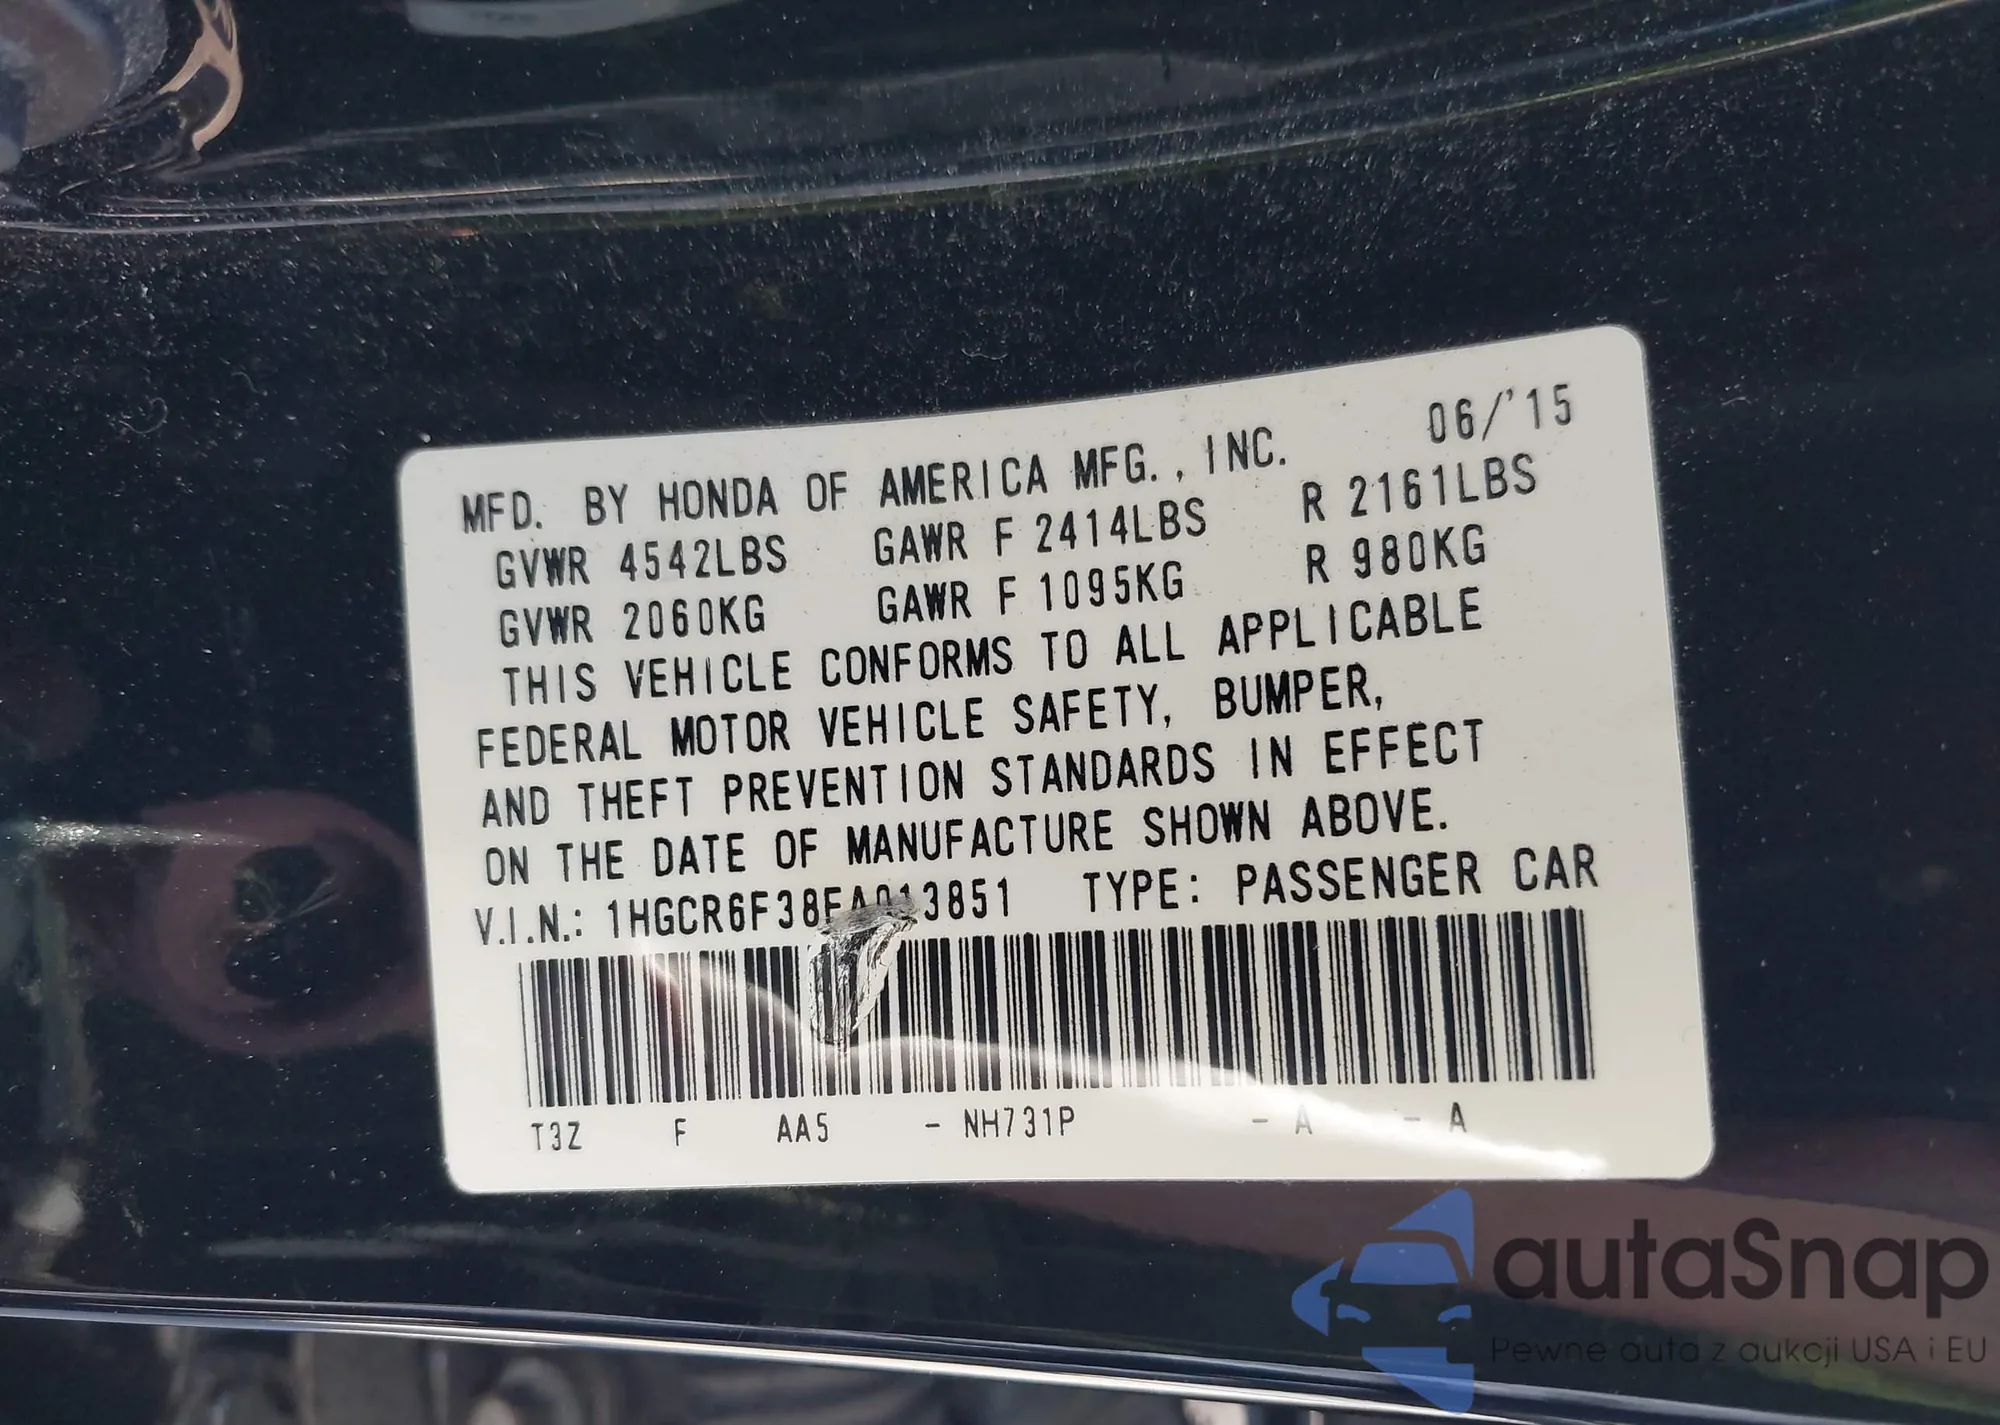 06/'15
MFD. BY HONDA OF AMERICA MFG., INC.
GVWR 4542LBS GAWR F 2414LBS R 2161LBS
GVWR 2060KG GAWR F 1095KG R 980KG
THIS VEHICLE CONFORMS TO ALL APPLICABLE
FEDERAL MOTOR VEHICLE SAFETY, BUMPER,
AND THEFT PREVENTION STANDARDS IN EFFECT
ON THE DATE OF MANUFACTURE SHOWN ABOVE.
V.I.N.: 1HGCR6F38FA013851 TYPE: PASSENGER CAR
T3Z F AA5 - NH731P - A - A
autaSnap
Pewne auta z aukcji USA i EU